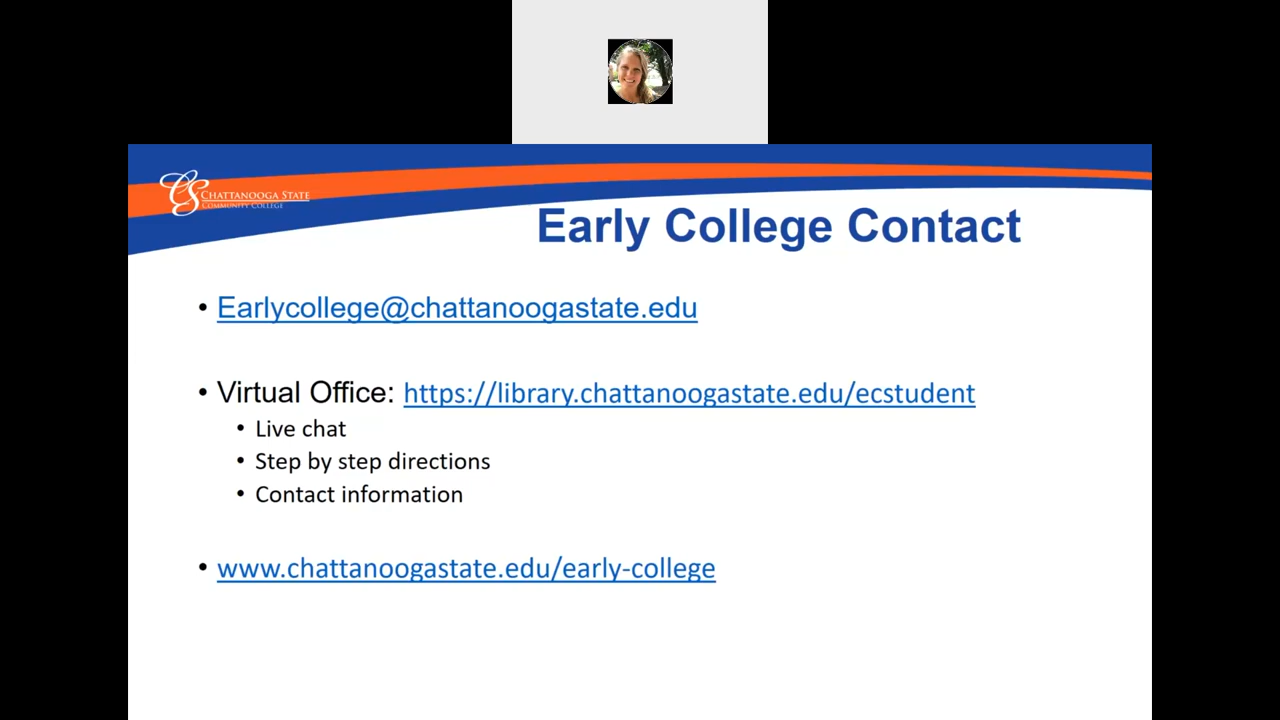 CHATTANOOGA STATE
COMMUNITY COLLEGE
Early College Contact
• Earlycollege@chattanoogastate.edu
• Virtual Office: https://library.chattanoogastate.edu/ecstudent
• Live chat
• Step by step directions
• Contact information
• www.chattanoogastate.edu/early-college